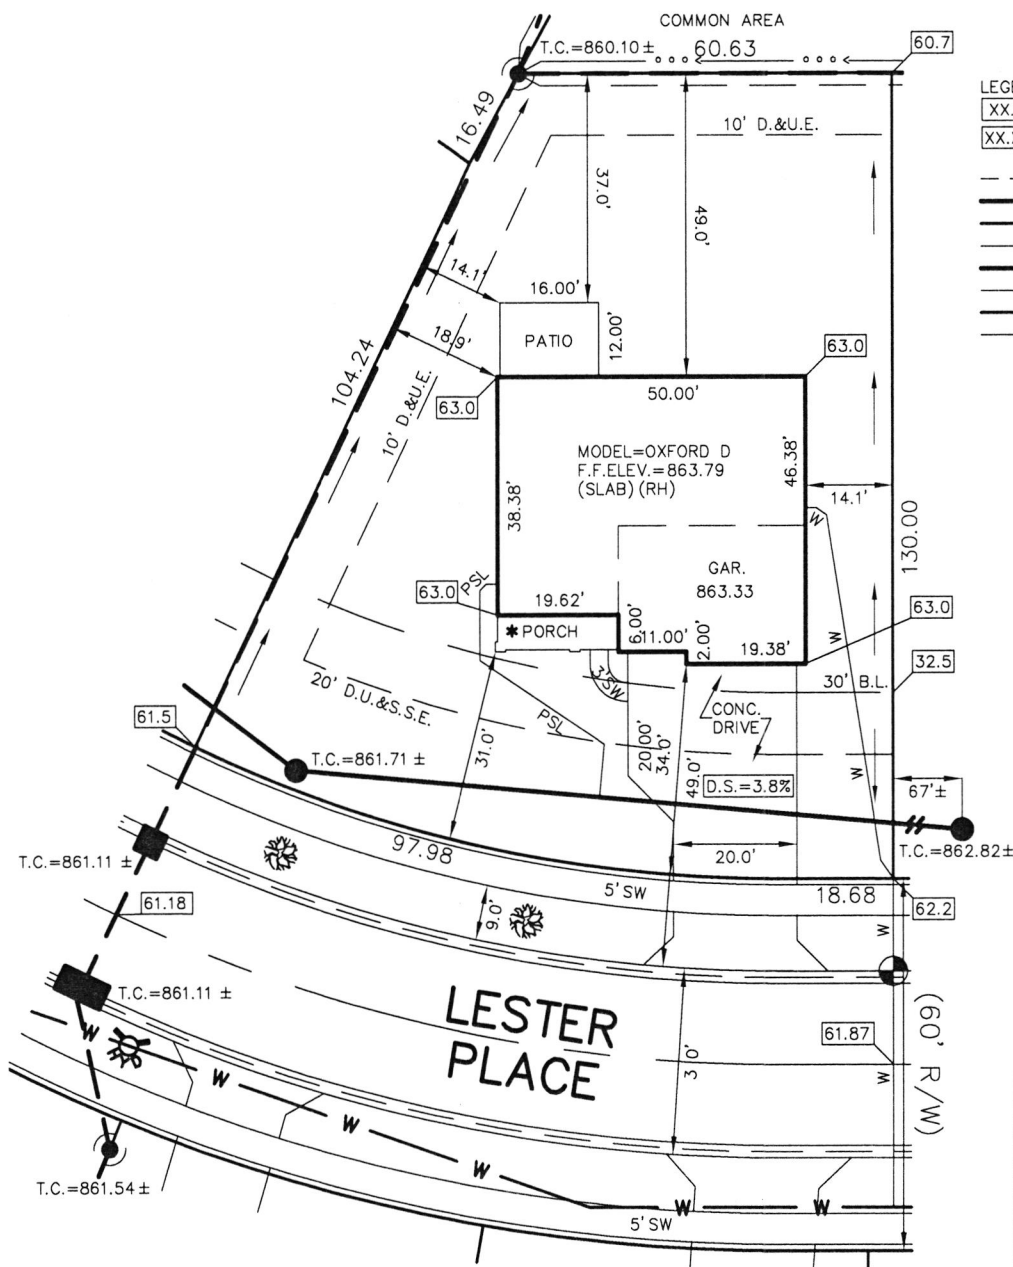 COMMON AREA
T.C.=860.10±
60.63
60.7
16.49
10' D.&U.E.
37.0'
49.0'
14.1'
16.00'
18.9'
PATIO
12.00'
63.0
104.24
63.0
50.00'
10' D.&U.E.
MODEL=OXFORD D
F.F.ELEV.=863.79
(SLAB) (RH)
46.38'
38.38'
14.1'
W
130.00
GAR.
863.33
PSL
63.0
19.62'
63.0
*PORCH
6.00'
11.00'
2.00'
19.38'
W
32.5
3'SW
30' B.L.
20' D.U.&S.S.E.
CONC.
DRIVE
PSL
61.5
T.C.=861.71 ±
31.0'
20.00'
34.0'
49.0'
D.S.=3.8%
W
67'±
T.C.=862.82±
97.98
20.0'
T.C.=861.11 ±
5' SW
18.68
62.2
61.18
9.0'
W
T.C.=861.11 ±
LESTER
PLACE
61.87
(60' R/W)
W
W
W
W
W
W
W
T.C.=861.54±
5' SW